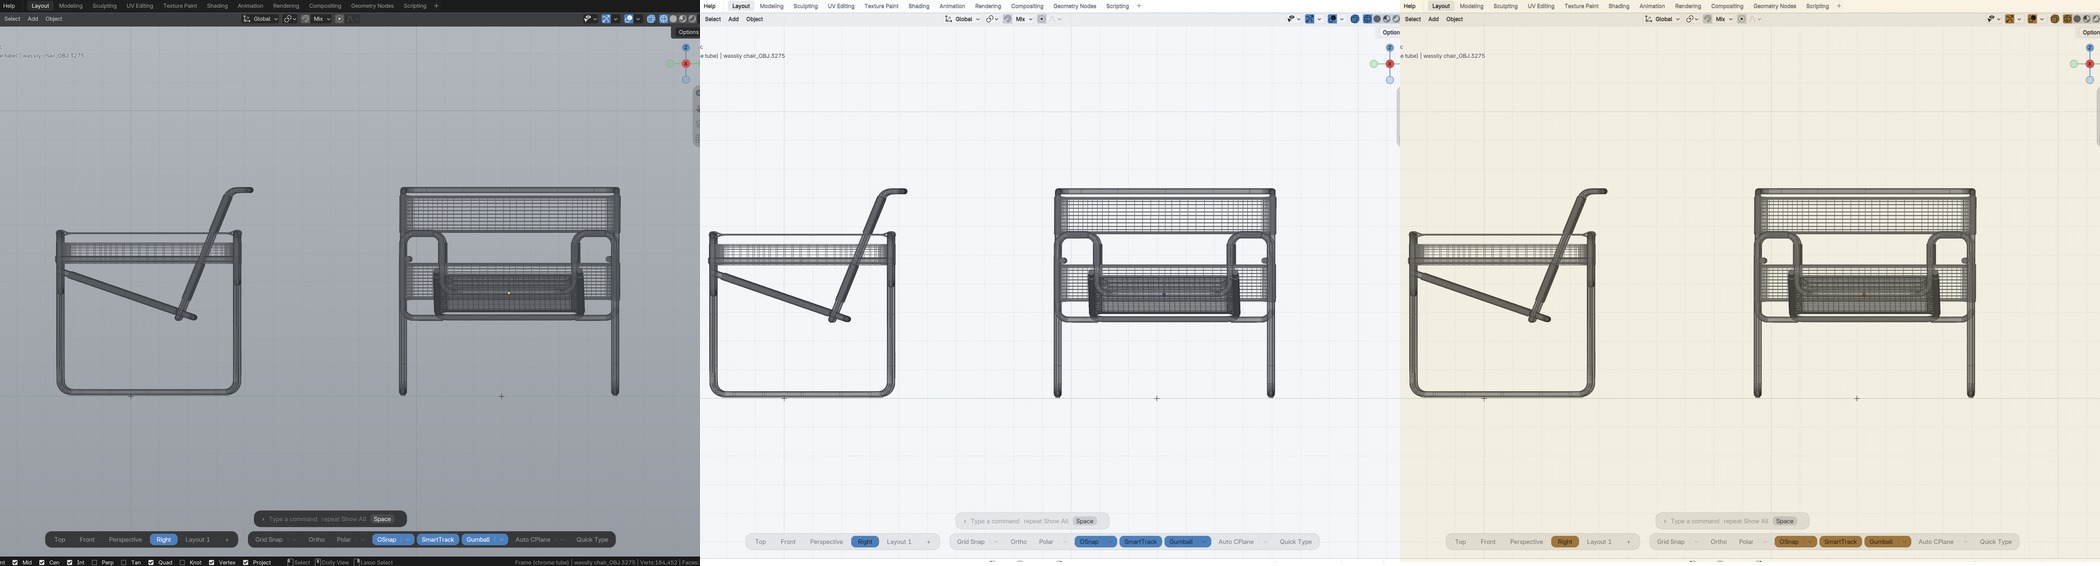 Help Layout Modeling Sculpting UV Editing Texture Paint Shading Animation Rendering Compositing Geometry Nodes Scripting +
Select Add Object Global Mix
Options
Z
X
e tube) | wassily chair_OBJ.3275
Type a command repeat Show All Space
Top Front Perspective Right Layout 1 +
Grid Snap Ortho Polar OSnap SmartTrack Gumball Auto CPlane Quick Type
nt Mid Cen Int Perp Tan Quad Knot Vertex Project Select Dolly View Lasso Select Frame (chrome tube) | wassily chair_OBJ.3275 | Verts:184,452 | Faces:
Help Layout Modeling Sculpting UV Editing Texture Paint Shading Animation Rendering Compositing Geometry Nodes Scripting +
Select Add Object Global Mix
Option
c
Z
X
e tube) | wassily chair_OBJ.3275
Type a command repeat Show All Space
Top Front Perspective Right Layout 1 +
Grid Snap Ortho Polar OSnap SmartTrack Gumball Auto CPlane Quick Type
Help Layout Modeling Sculpting UV Editing Texture Paint Shading Animation Rendering Compositing Geometry Nodes Scripting +
Select Add Object Global Mix
Option
c
Z
X
e tube) | wassily chair_OBJ.3275
Type a command repeat Show All Space
Top Front Perspective Right Layout 1 +
Grid Snap Ortho Polar OSnap SmartTrack Gumball Auto CPlane Quick Type